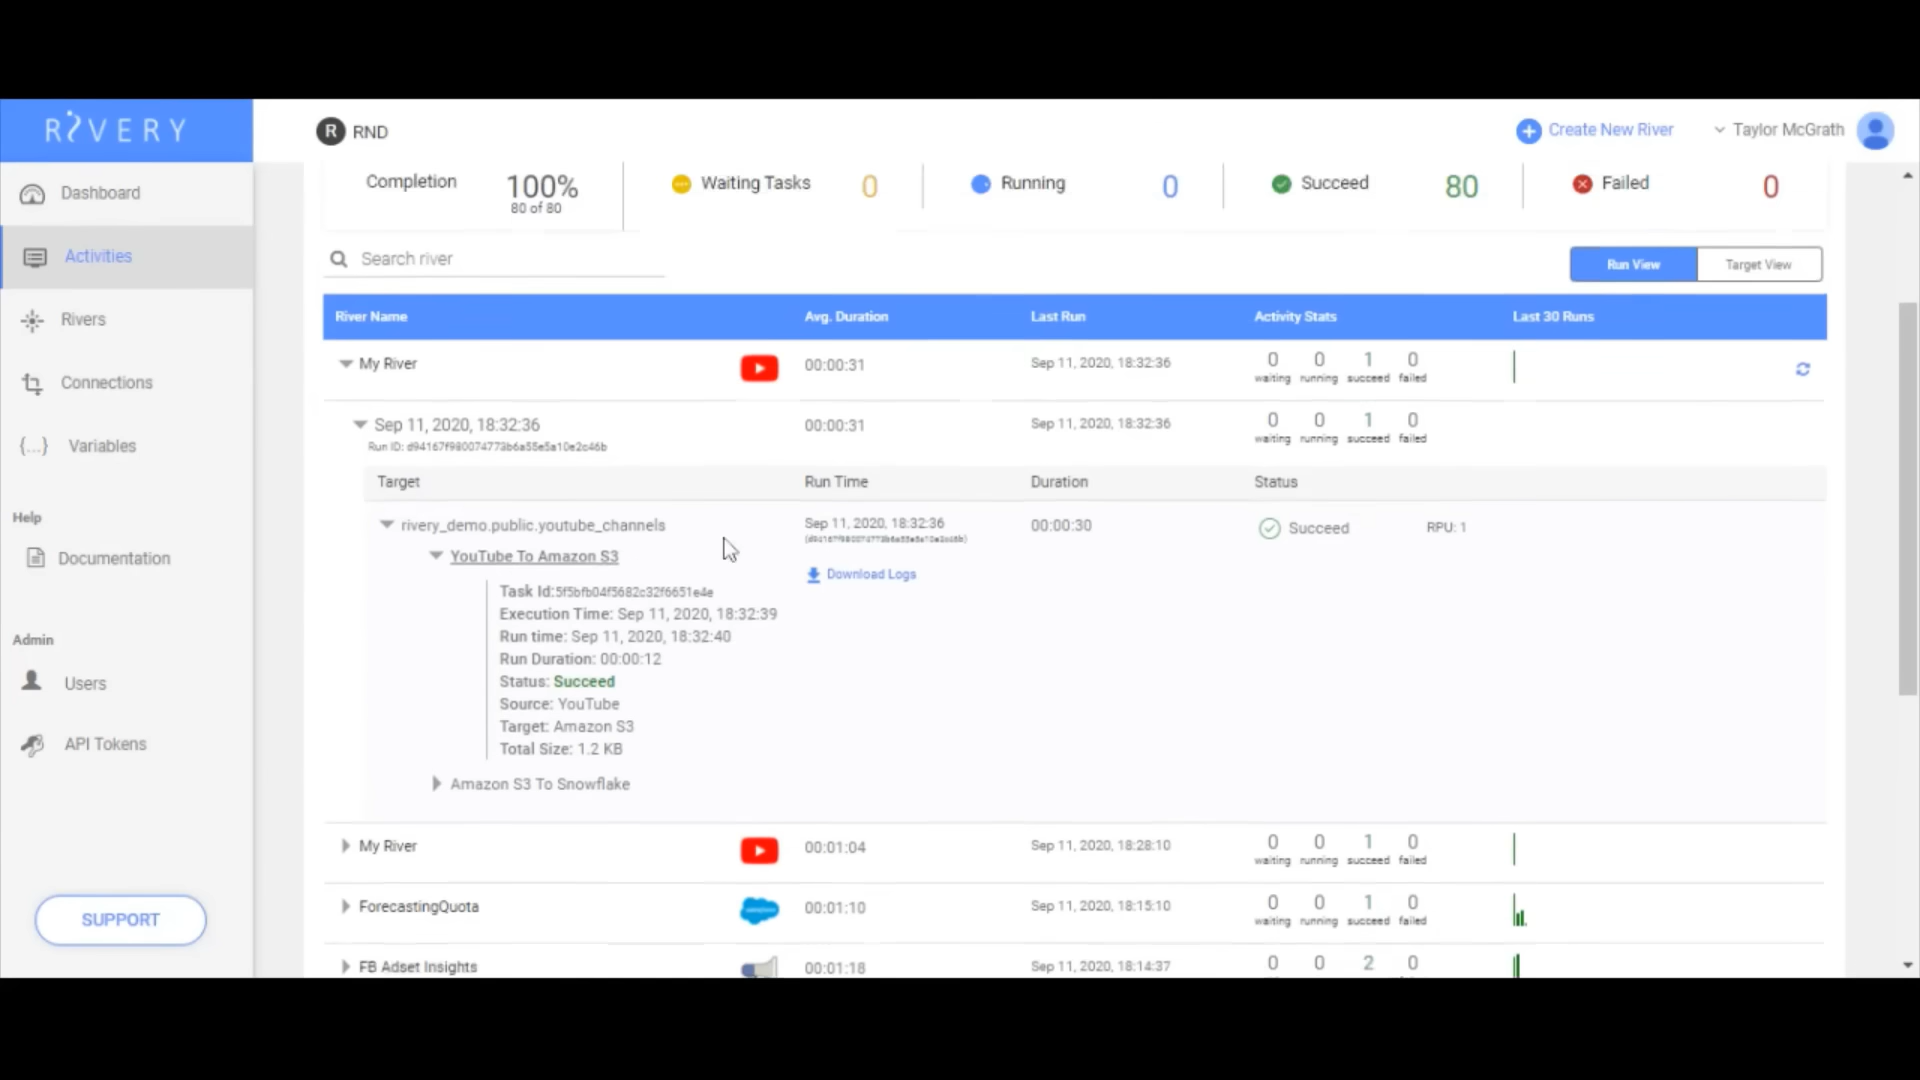 RIVERY
R RND
Create New River
Taylor McGrath
Dashboard
Activities
Rivers
Connections
{...} Variables
Help
Documentation
Admin
Users
API Tokens
SUPPORT
Completion 100%
80 of 80
Waiting Tasks 0
Running 0
Succeed 80
Failed 0
Search river
Run View Target View
River Name Avg. Duration Last Run Activity Stats Last 30 Runs
My River 00:00:31 Sep 11, 2020, 18:32:36 0 0 1 0
waiting running succeed failed
Sep 11, 2020, 18:32:36 00:00:31 Sep 11, 2020, 18:32:36 0 0 1 0
waiting running succeed failed
Run ID: d94167f980074773b6a55e5a10e2c46b
Target Run Time Duration Status
rivery_demo.public.youtube_channels Sep 11, 2020, 18:32:36 00:00:30 Succeed RPU: 1
(d94167f980074773b6a55e5a10e2c46b)
YouTube To Amazon S3
Download Logs
Task Id:5f5bfb04f5682c32f6651e4e
Execution Time: Sep 11, 2020, 18:32:39
Run time: Sep 11, 2020, 18:32:40
Run Duration: 00:00:12
Status: Succeed
Source: YouTube
Target: Amazon S3
Total Size: 1.2 KB
Amazon S3 To Snowflake
My River 00:01:04 Sep 11, 2020, 18:28:10 0 0 1 0
waiting running succeed failed
ForecastingQuota salesforce 00:01:10 Sep 11, 2020, 18:15:10 0 0 1 0
waiting running succeed failed
FB Adset Insights 00:01:18 Sep 11, 2020, 18:14:37 0 0 2 0